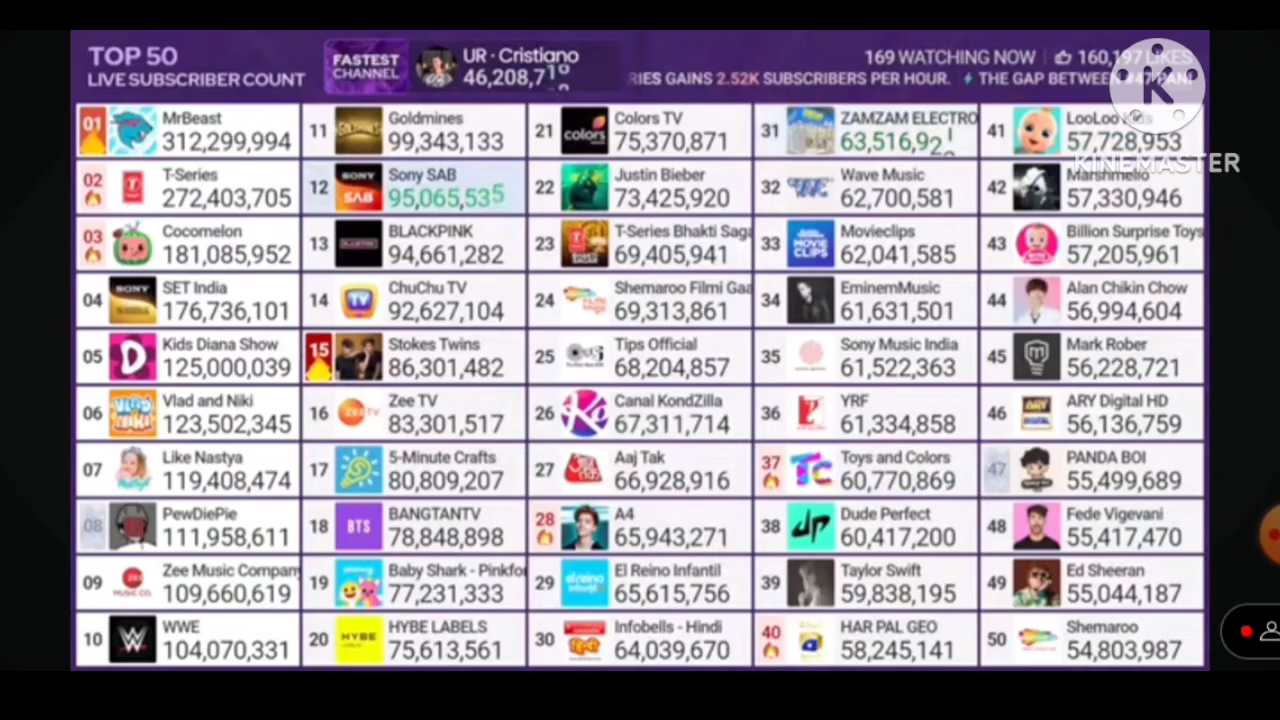 TOP 50
LIVE SUBSCRIBER COUNT
FASTEST
CHANNEL
UR · Cristiano
46,208,7
169 WATCHING NOW
160,197 LIKES
RIES GAINS 2.52K SUBSCRIBERS PER HOUR.
THE GAP BETWEEN #47 PAN
K
KINEMASTER
01 MrBeast
312,299,994
02 T-Series
272,403,705
03 Cocomelon
181,085,952
04 SET India
176,736,101
05 Kids Diana Show
125,000,039
06 Vlad and Niki
123,502,345
07 Like Nastya
119,408,474
08 PewDiePie
111,958,611
09 Zee Music Company
109,660,619
10 WWE
104,070,331
11 Goldmines
99,343,133
12 Sony SAB
95,065,535
13 BLACKPINK
94,661,282
14 ChuChu TV
92,627,104
15 Stokes Twins
86,301,482
16 Zee TV
83,301,517
17 5-Minute Crafts
80,809,207
18 BANGTANTV
78,848,898
19 Baby Shark - Pinkfo
77,231,333
20 HYBE LABELS
75,613,561
21 Colors TV
75,370,871
22 Justin Bieber
73,425,920
23 T-Series Bhakti Saga
69,405,941
24 Shemaroo Filmi Gaa
69,313,861
25 Tips Official
68,204,857
26 Canal KondZilla
67,311,714
27 Aaj Tak
66,928,916
28 A4
65,943,271
29 El Reino Infantil
65,615,756
30 Infobells - Hindi
64,039,670
31 ZAMZAM ELECTRO
63,516,92
32 Wave Music
62,700,581
33 Movieclips
62,041,585
34 EminemMusic
61,631,501
35 Sony Music India
61,522,363
36 YRF
61,334,858
37 Toys and Colors
60,770,869
38 Dude Perfect
60,417,200
39 Taylor Swift
59,838,195
40 HAR PAL GEO
58,245,141
41 LooLoo Kids
57,728,953
42 Marshmello
57,330,946
43 Billion Surprise Toys
57,205,961
44 Alan Chikin Chow
56,994,604
45 Mark Rober
56,228,721
46 ARY Digital HD
56,136,759
47 PANDA BOI
55,499,689
48 Fede Vigevani
55,417,470
49 Ed Sheeran
55,044,187
50 Shemaroo
54,803,987